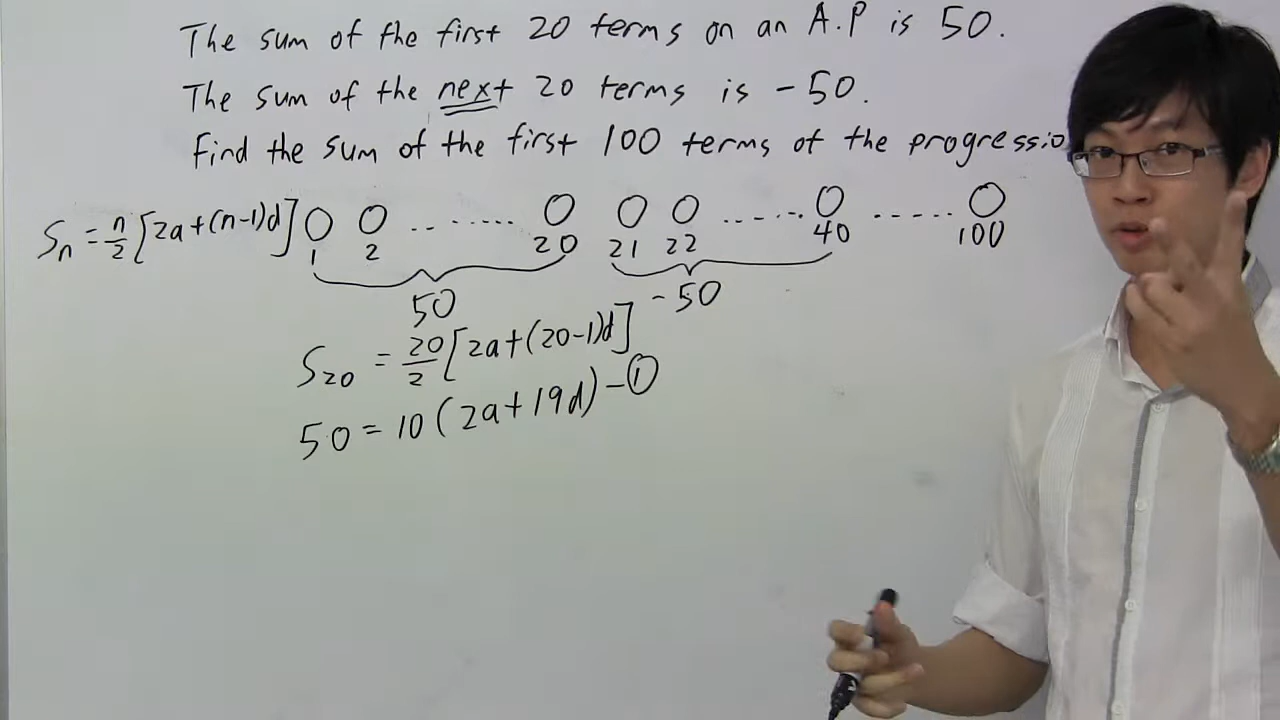 The sum of the first 20 terms on an A.P is 50.
The sum of the next 20 terms is -50.
Find the sum of the first 100 terms of the progressio
Sn = n/2 [2a+(n-1)d] O O ........ O O O ....... O ....... O
1 2 20 21 22 40 100
50 -50
S20 = 20/2 [2a+(20-1)d]
50 = 10 (2a+19d) - ①